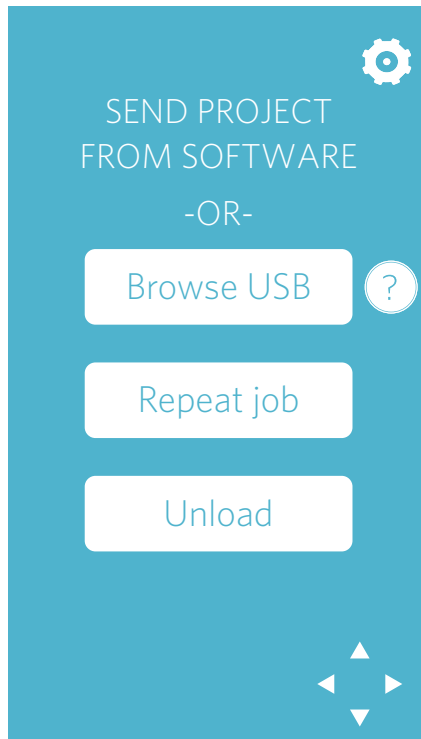 SEND PROJECT
FROM SOFTWARE
-OR-
Browse USB
?
Repeat job
Unload